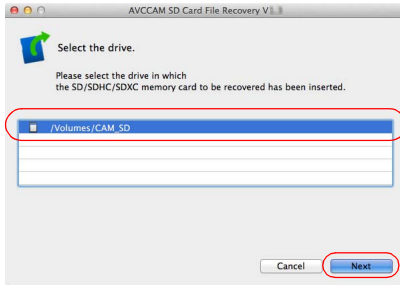 AVCCAM SD Card File Recovery V
Select the drive.
Please select the drive in which
the SD/SDHC/SDXC memory card to be recovered has been inserted.
/Volumes/CAM_SD
Cancel
Next